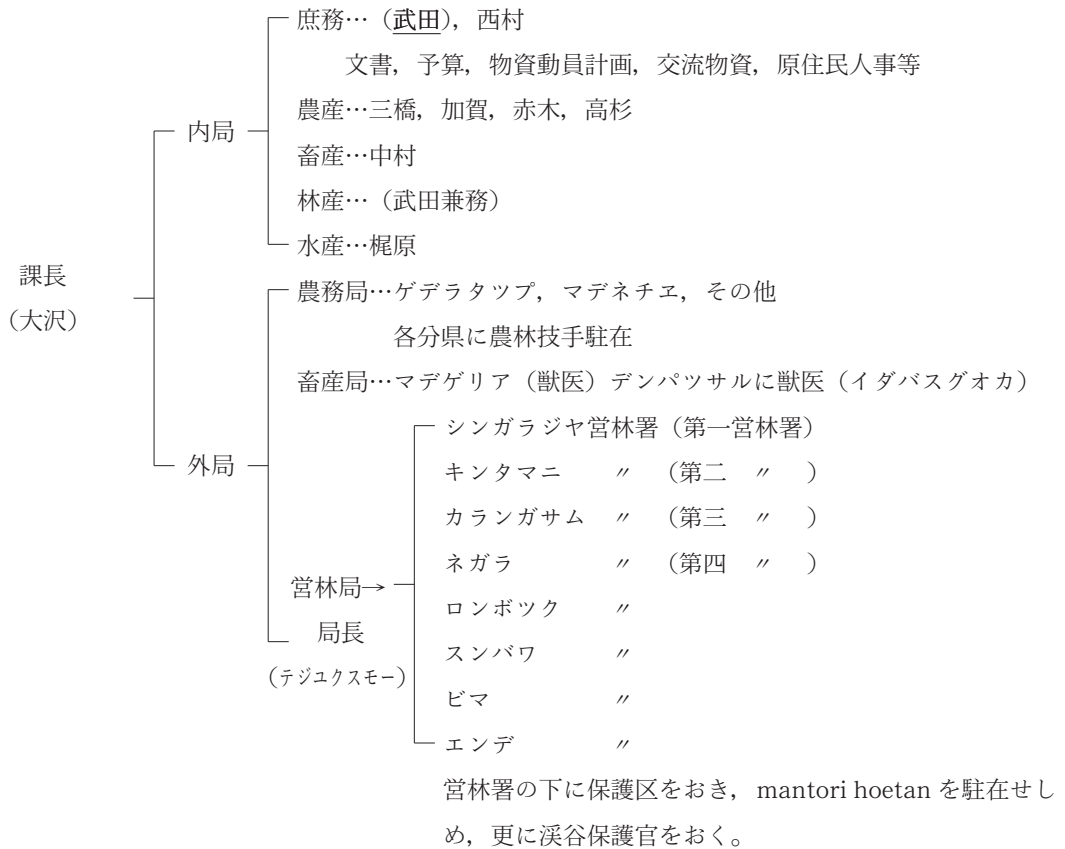 庶務…（武田），西村
文書，予算，物資動員計画，交流物資，原住民人事等
農産…三橋，加賀，赤木，高杉
内局
畜産…中村
林産…（武田兼務）
水産…梶原
課長
（大沢）
農務局…ゲデラタツプ，マデネチヱ，その他
各分県に農林技手駐在
畜産局…マデゲリア（獣医）デンパツサルに獣医（イダバスグオカ）
外局
シンガラジヤ営林署（第一営林署）
キンタマニ　〃　（第二　〃　）
カランガサム　〃　（第三　〃　）
ネガラ　〃　（第四　〃　）
営林局→
局長
（テジユクスモー）
ロンボツク　〃
スンバワ　〃
ビマ　〃
エンデ　〃
営林署の下に保護区をおき，mantori hoetan を駐在せし
め，更に渓谷保護官をおく。